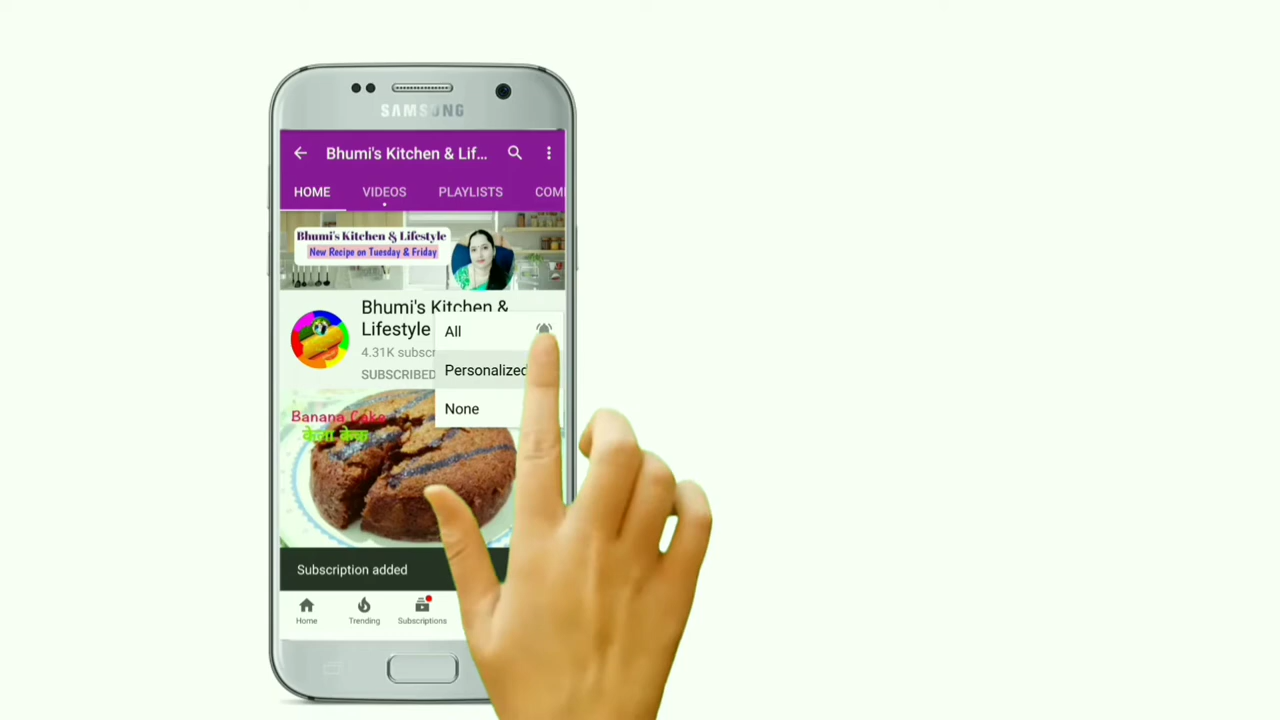 SAMSUNG
Bhumi's Kitchen & Lif...
HOME VIDEOS PLAYLISTS COM
Bhumi's Kitchen & Lifestyle
New Recipe on Tuesday & Friday
Bhumi's Kitchen &
Lifestyle
4.31K subscr
SUBSCRIBED
All
Personalized
None
Banana Cake
केला केक
Subscription added
Home Trending Subscriptions